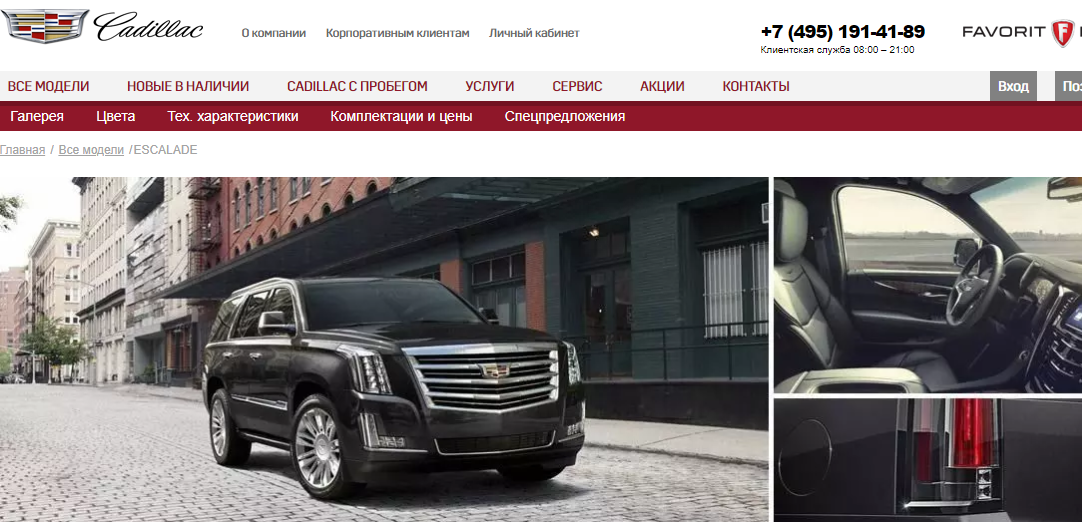 Cadillac
О компании Корпоративным клиентам Личный кабинет
+7 (495) 191-41-89
Клиентская служба 08:00 – 21:00
FAVORIT
ВСЕ МОДЕЛИ НОВЫЕ В НАЛИЧИИ CADILLAC С ПРОБЕГОМ УСЛУГИ СЕРВИС АКЦИИ КОНТАКТЫ Вход
Галерея Цвета Тех. характеристики Комплектации и цены Спецпредложения
Главная / Все модели /ESCALADE